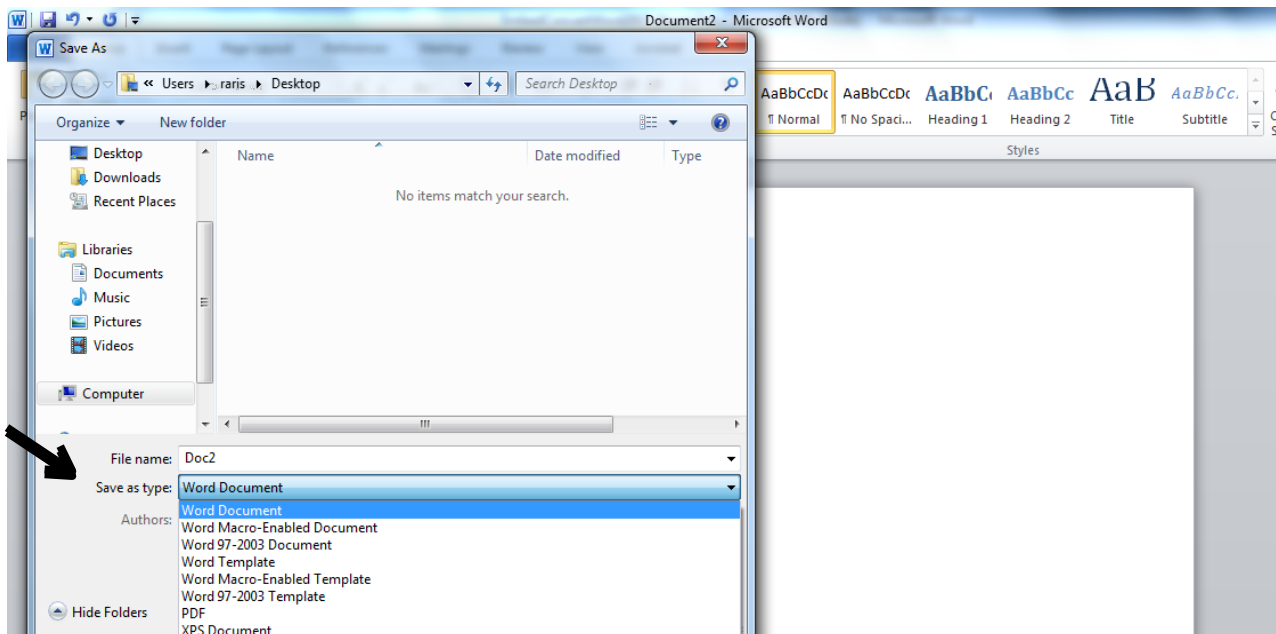 Document2 - Microsoft Word
Save As
« Users ▸ raris ▸ Desktop
Search Desktop
Organize New folder
Desktop
Downloads
Recent Places
Libraries
Documents
Music
Pictures
Videos
Computer
Name Date modified Type
No items match your search.
File name: Doc2
Save as type: Word Document
Authors:
Word Document
Word Macro-Enabled Document
Word 97-2003 Document
Word Template
Word Macro-Enabled Template
Word 97-2003 Template
PDF
XPS Document
Hide Folders
AaBbCcDc AaBbCcDc AaBbC AaBbCc AaB AaBbCc.
¶ Normal ¶ No Spaci... Heading 1 Heading 2 Title Subtitle
Styles